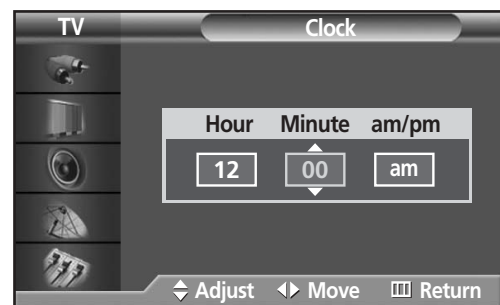 TV Clock
Hour Minute am/pm
12 00 am
Adjust Move Return